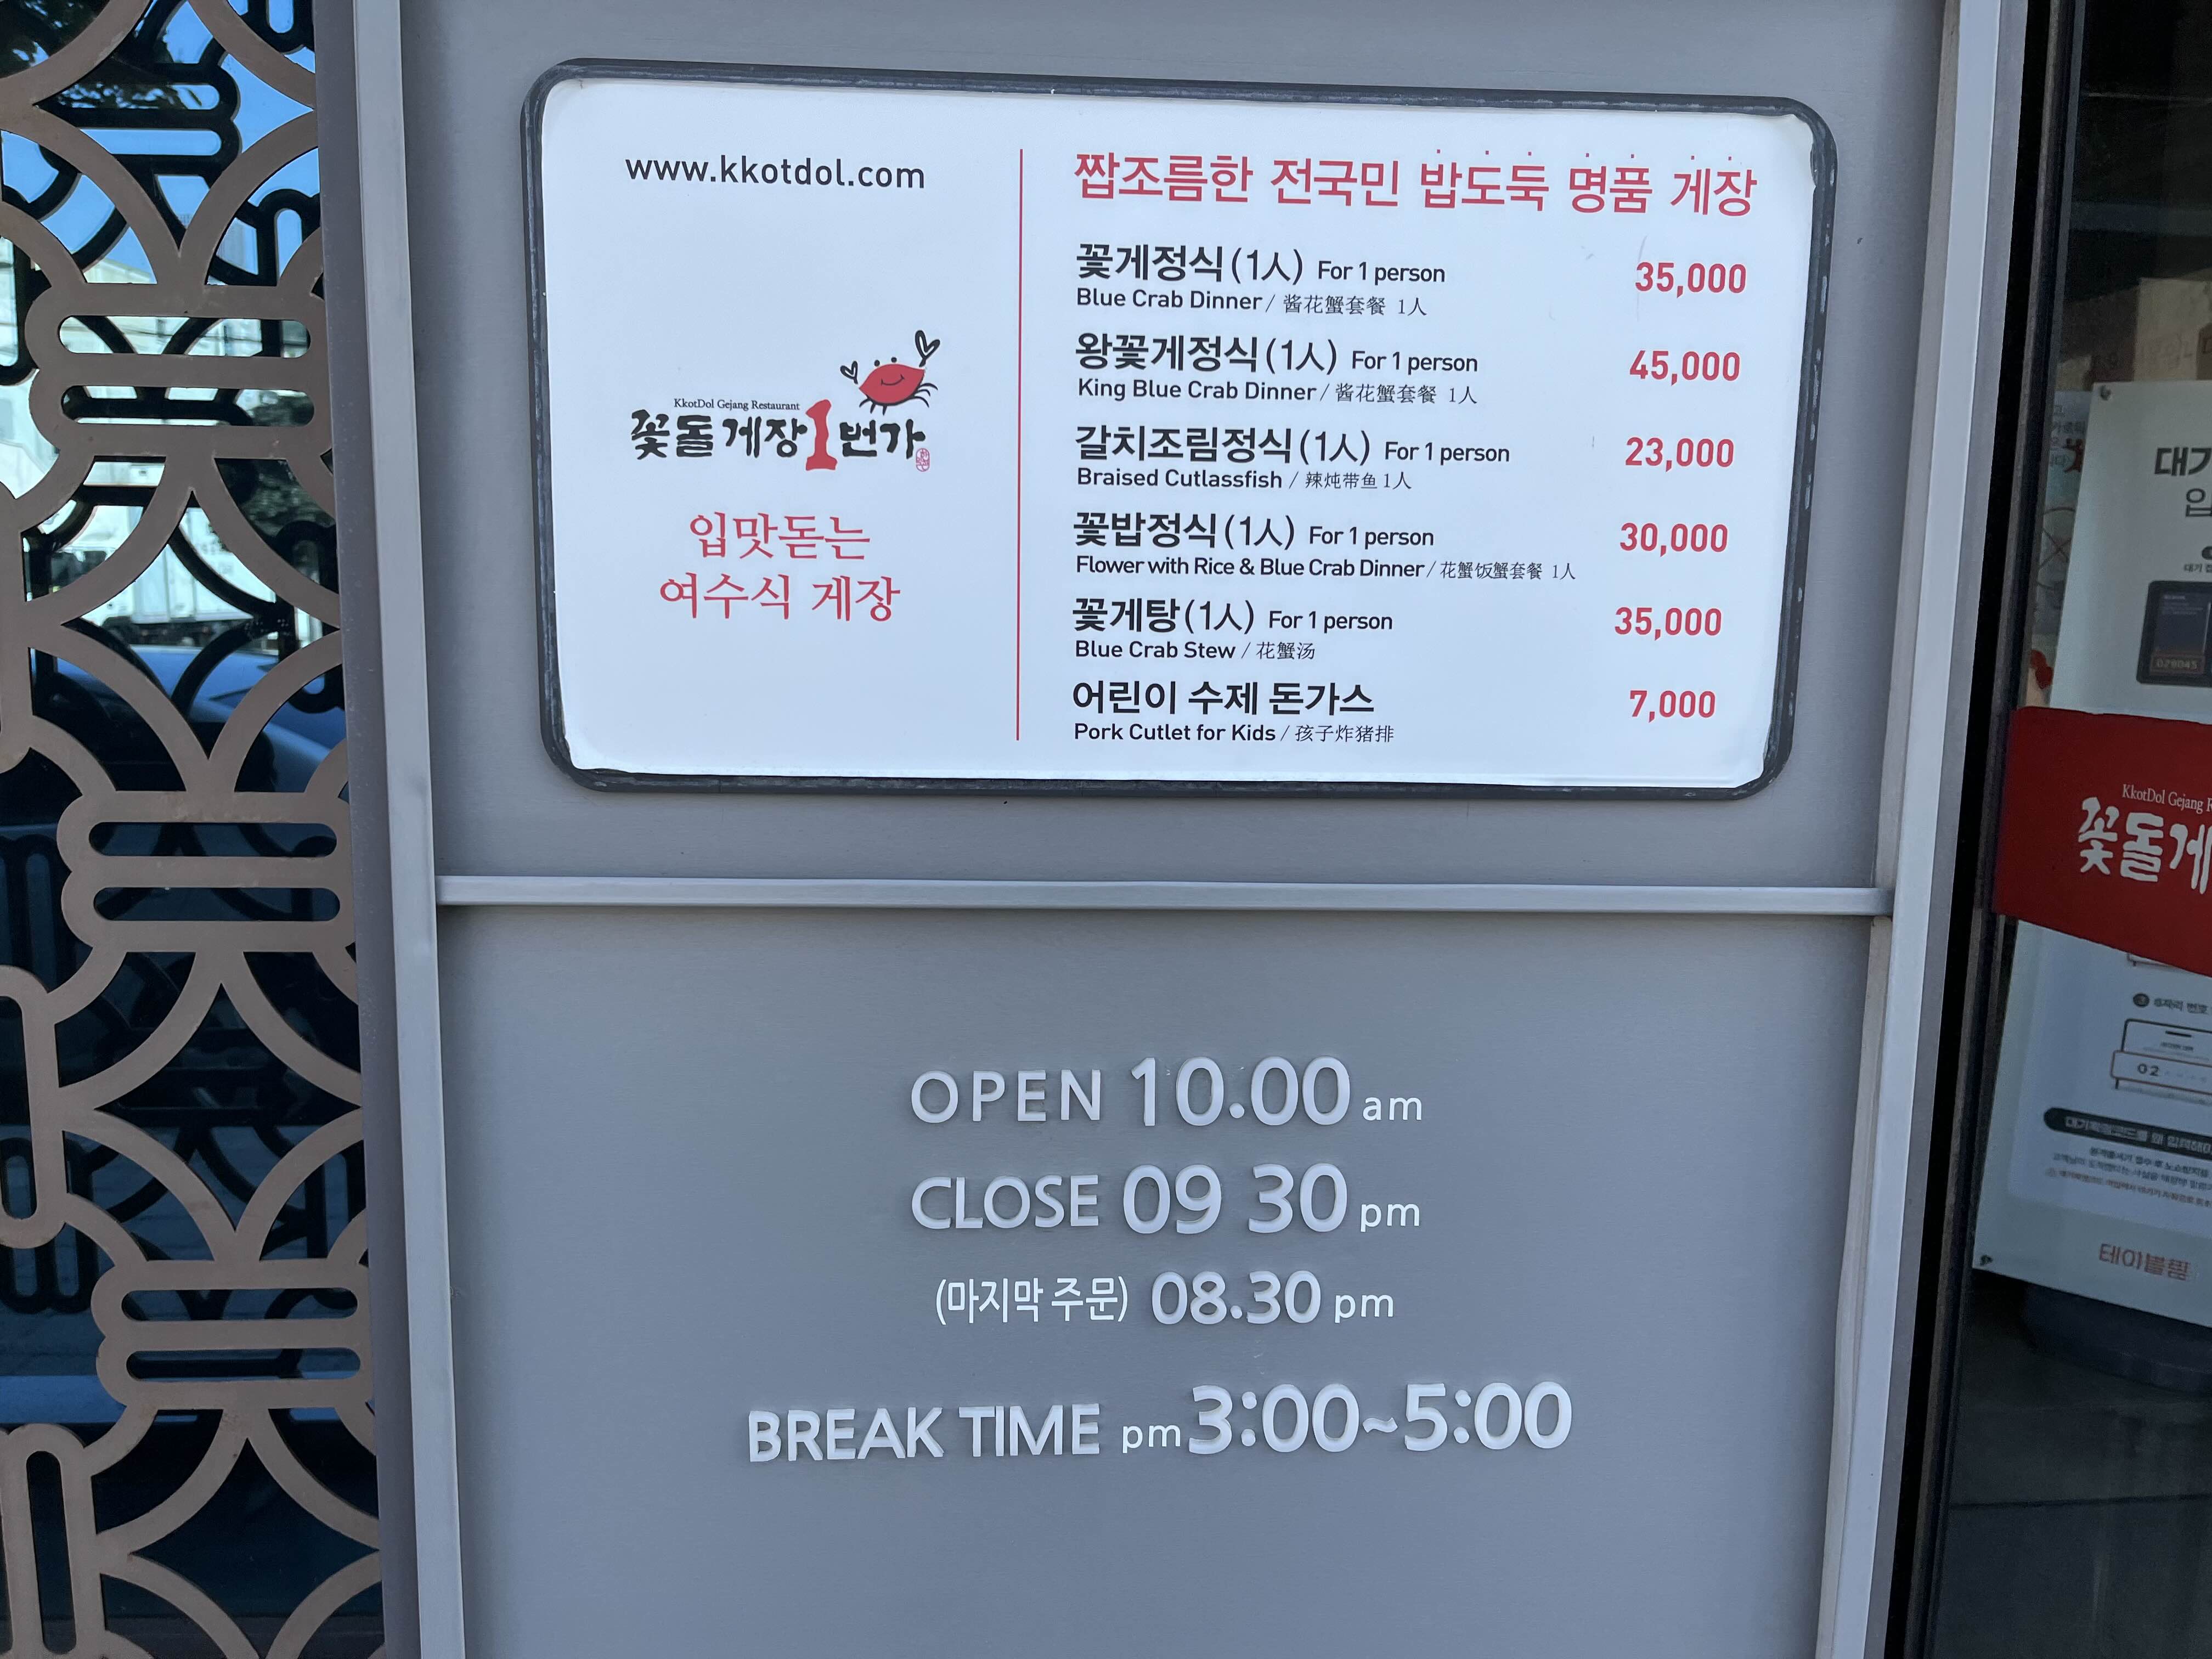 www.kkotdol.com
KkotDol Gejang Restaurant
꽃돌게장1번가
입맛돋는
여수식 게장
짭조름한 전국민 밥도둑 명품 게장
꽃게정식(1人) For 1 person 35,000
Blue Crab Dinner / 酱花蟹套餐 1人
왕꽃게정식(1人) For 1 person 45,000
King Blue Crab Dinner / 酱花蟹套餐 1人
갈치조림정식(1人) For 1 person 23,000
Braised Cutlassfish / 辣炖带鱼1人
꽃밥정식(1人) For 1 person 30,000
Flower with Rice & Blue Crab Dinner / 花蟹饭蟹套餐 1人
꽃게탕(1人) For 1 person 35,000
Blue Crab Stew / 花蟹汤
어린이 수제 돈가스 7,000
Pork Cutlet for Kids / 孩子炸猪排
OPEN 10.00 am
CLOSE 09 30 pm
(마지막 주문) 08.30 pm
BREAK TIME pm 3:00~5:00
KkotDol Gejang
꽃돌게
02
테이블링